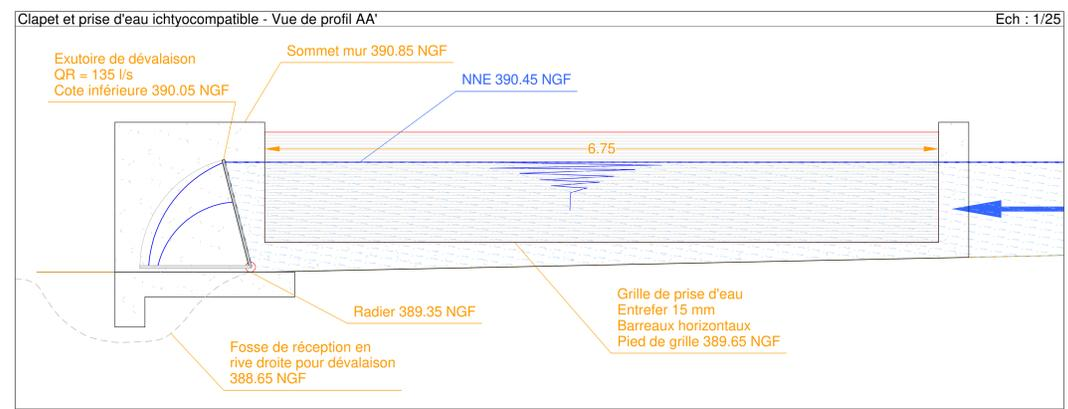 Clapet et prise d'eau ichtyocompatible - Vue de profil AA'
Ech : 1/25
Sommet mur 390.85 NGF
Exutoire de dévalaison
QR = 135 l/s
Cote inférieure 390.05 NGF
NNE 390.45 NGF
6.75
Grille de prise d'eau
Entrefer 15 mm
Barreaux horizontaux
Pied de grille 389.65 NGF
Radier 389.35 NGF
Fosse de réception en
rive droite pour dévalaison
388.65 NGF